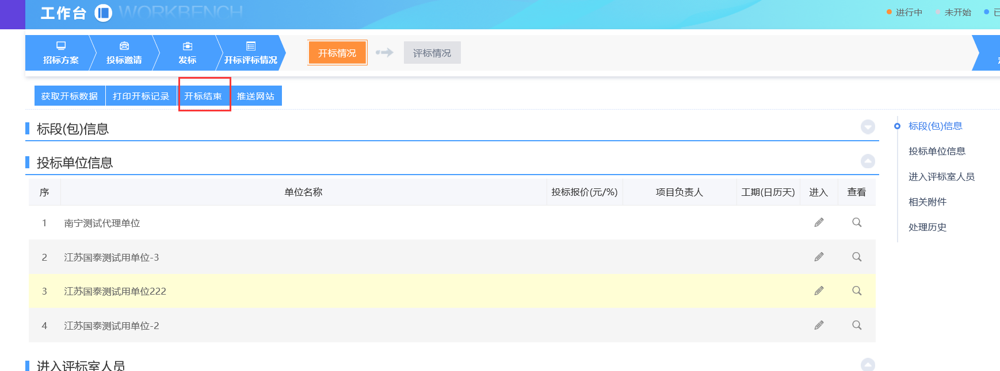 工作台 WORKBENCH
进行中 未开始
招标方案 投标邀请 发标 开标评标情况 开标情况 评标情况
获取开标数据 打印开标记录 开标结束 推送网站
标段(包)信息
投标单位信息
序 单位名称 投标报价(元/%) 项目负责人 工期(日历天) 进入 查看
1 南宁测试代理单位
2 江苏国泰测试用单位-3
3 江苏国泰测试用单位222
4 江苏国泰测试用单位-2
进入评标室人员
标段(包)信息
投标单位信息
进入评标室人员
相关附件
处理历史